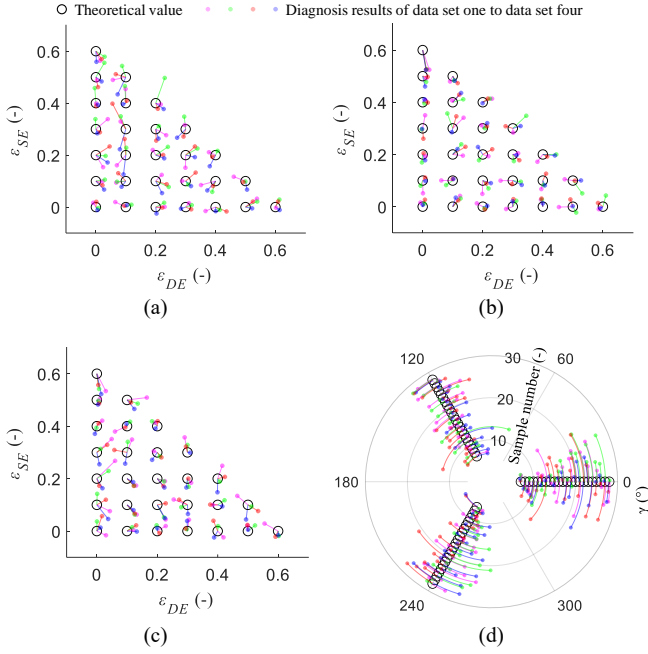 Theoretical value Diagnosis results of data set one to data set four
0.6
0.4
0.2
0
0 0.2 0.4 0.6
ε_SE (-)
ε_DE (-)
(a)
0.6
0.4
0.2
0
0 0.2 0.4 0.6
ε_SE (-)
ε_DE (-)
(b)
0.6
0.4
0.2
0
0 0.2 0.4 0.6
ε_SE (-)
ε_DE (-)
(c)
120 30 60
20
10
Sample number (-)
180 0
γ (°)
240 300
(d)